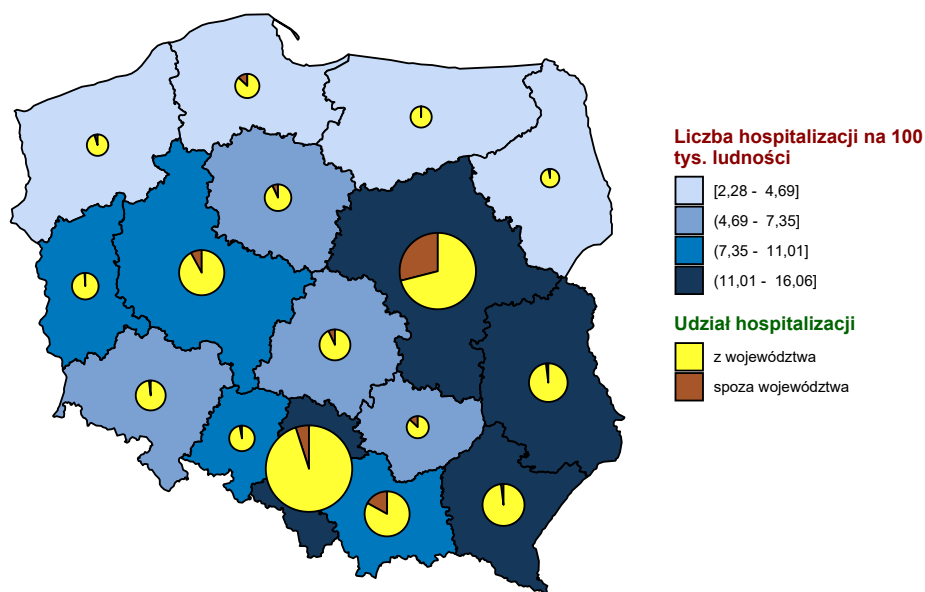 Liczba hospitalizacji na 100
tys. ludności
[2,28 - 4,69]
(4,69 - 7,35]
(7,35 - 11,01]
(11,01 - 16,06]
Udział hospitalizacji
z województwa
spoza województwa